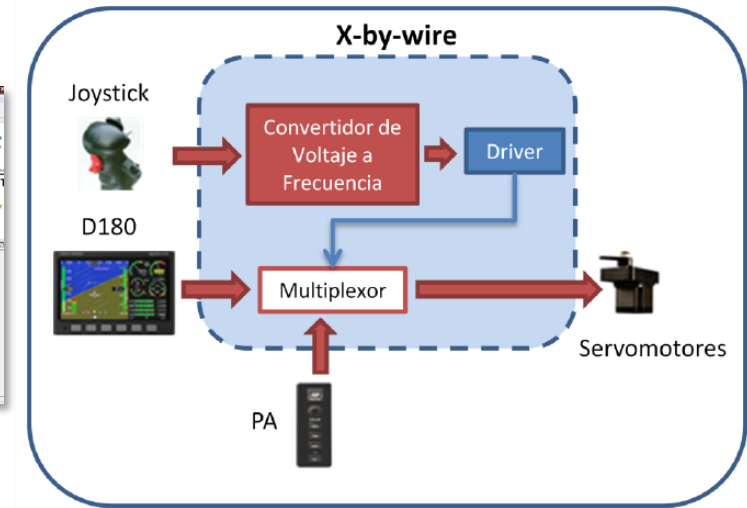 X-by-wire
Joystick
Convertidor de
Voltaje a
Frecuencia
Driver
D180
Multiplexor
Servomotores
PA